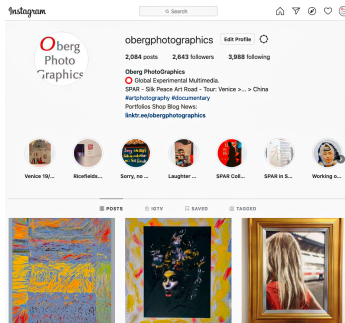 Instagram
Search
Oberg
Photo
Graphics
obergphotographics
Edit Profile
2,084 posts 2,643 followers 3,988 following
Oberg PhotoGraphics
⭕ Global Experimental Multimedia.
SPAR - Silk Peace Art Road - Tour: Venice >... > China
#artphotography #documentary
Portfolios Shop Blog News:
linktr.ee/obergphotographics
Venice 19/... Ricefields... Sorry, no ... Laughter ... SPAR Coll... SPAR in S... Working o...
POSTS IGTV SAVED TAGGED